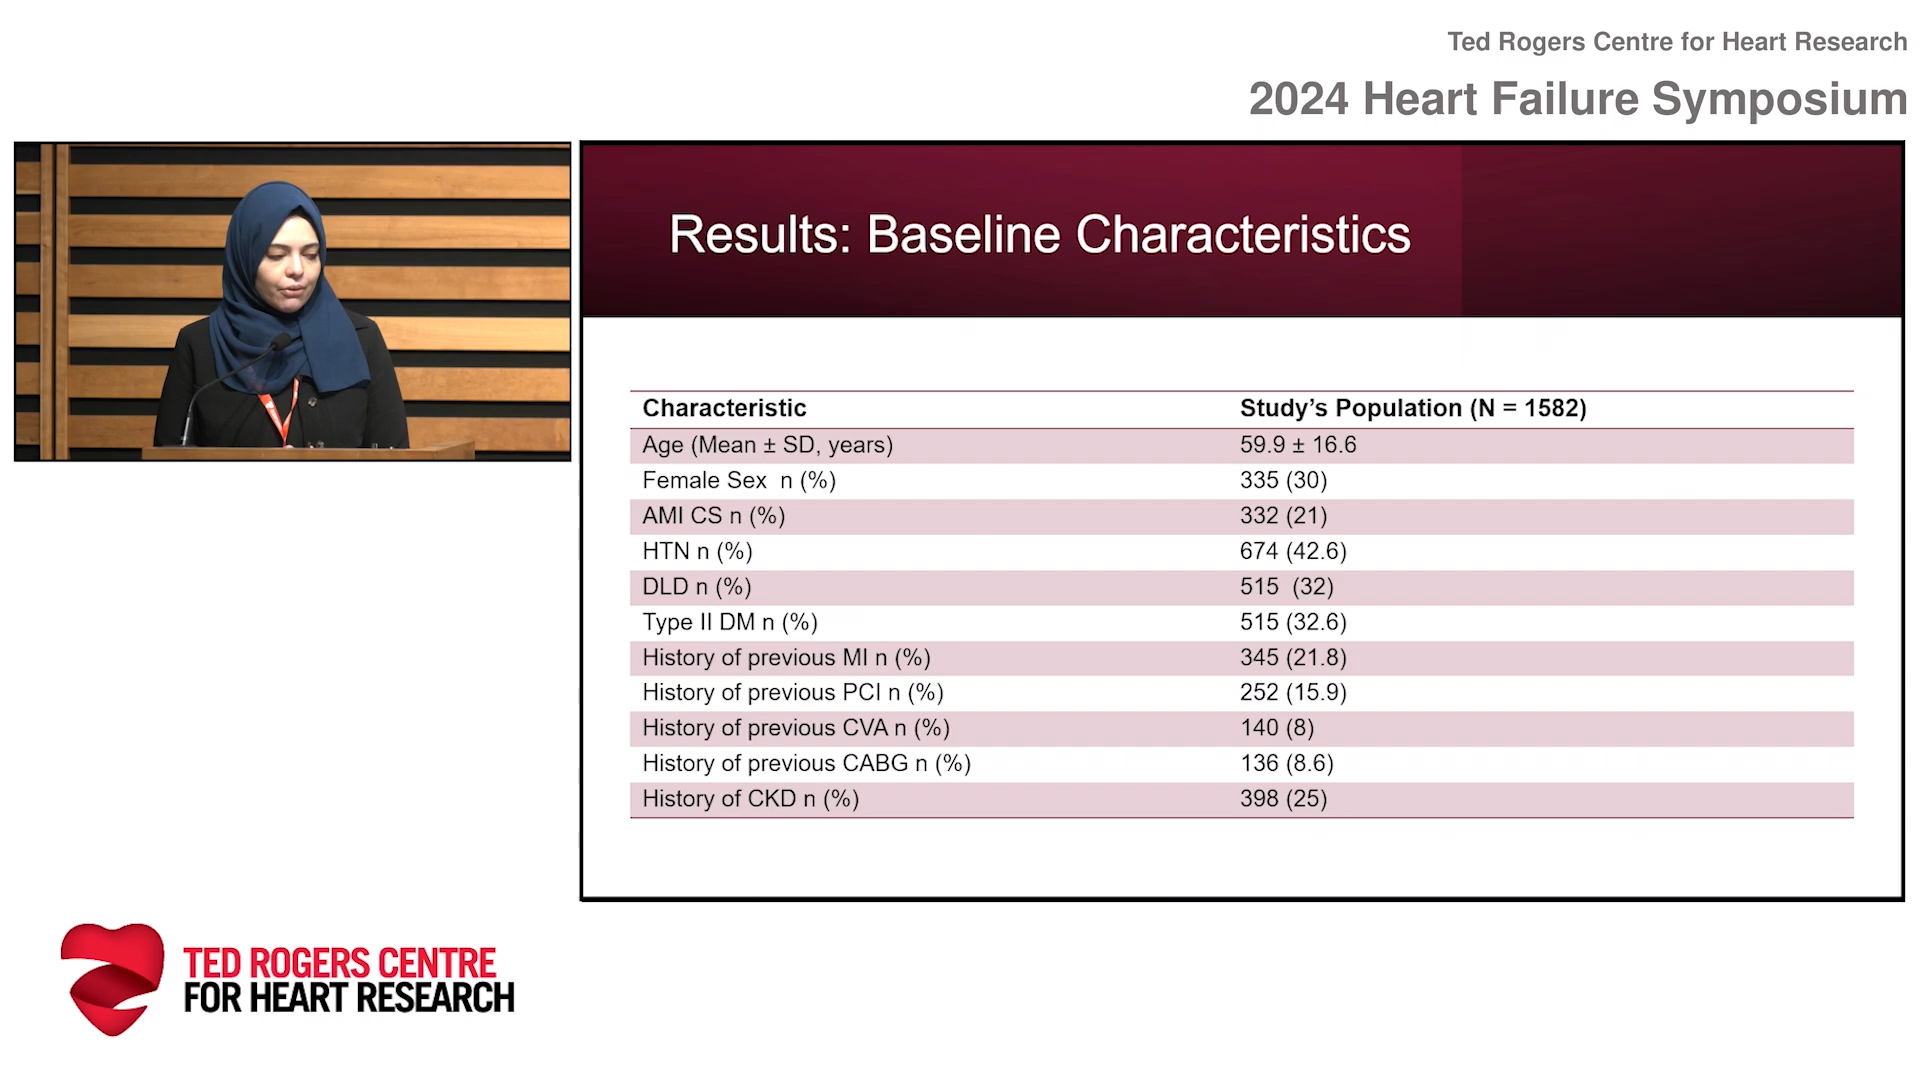 Ted Rogers Centre for Heart Research
2024 Heart Failure Symposium
Results: Baseline Characteristics
Characteristic Study’s Population (N = 1582)
Age (Mean ± SD, years) 59.9 ± 16.6
Female Sex n (%) 335 (30)
AMI CS n (%) 332 (21)
HTN n (%) 674 (42.6)
DLD n (%) 515 (32)
Type II DM n (%) 515 (32.6)
History of previous MI n (%) 345 (21.8)
History of previous PCI n (%) 252 (15.9)
History of previous CVA n (%) 140 (8)
History of previous CABG n (%) 136 (8.6)
History of CKD n (%) 398 (25)
TED ROGERS CENTRE
FOR HEART RESEARCH